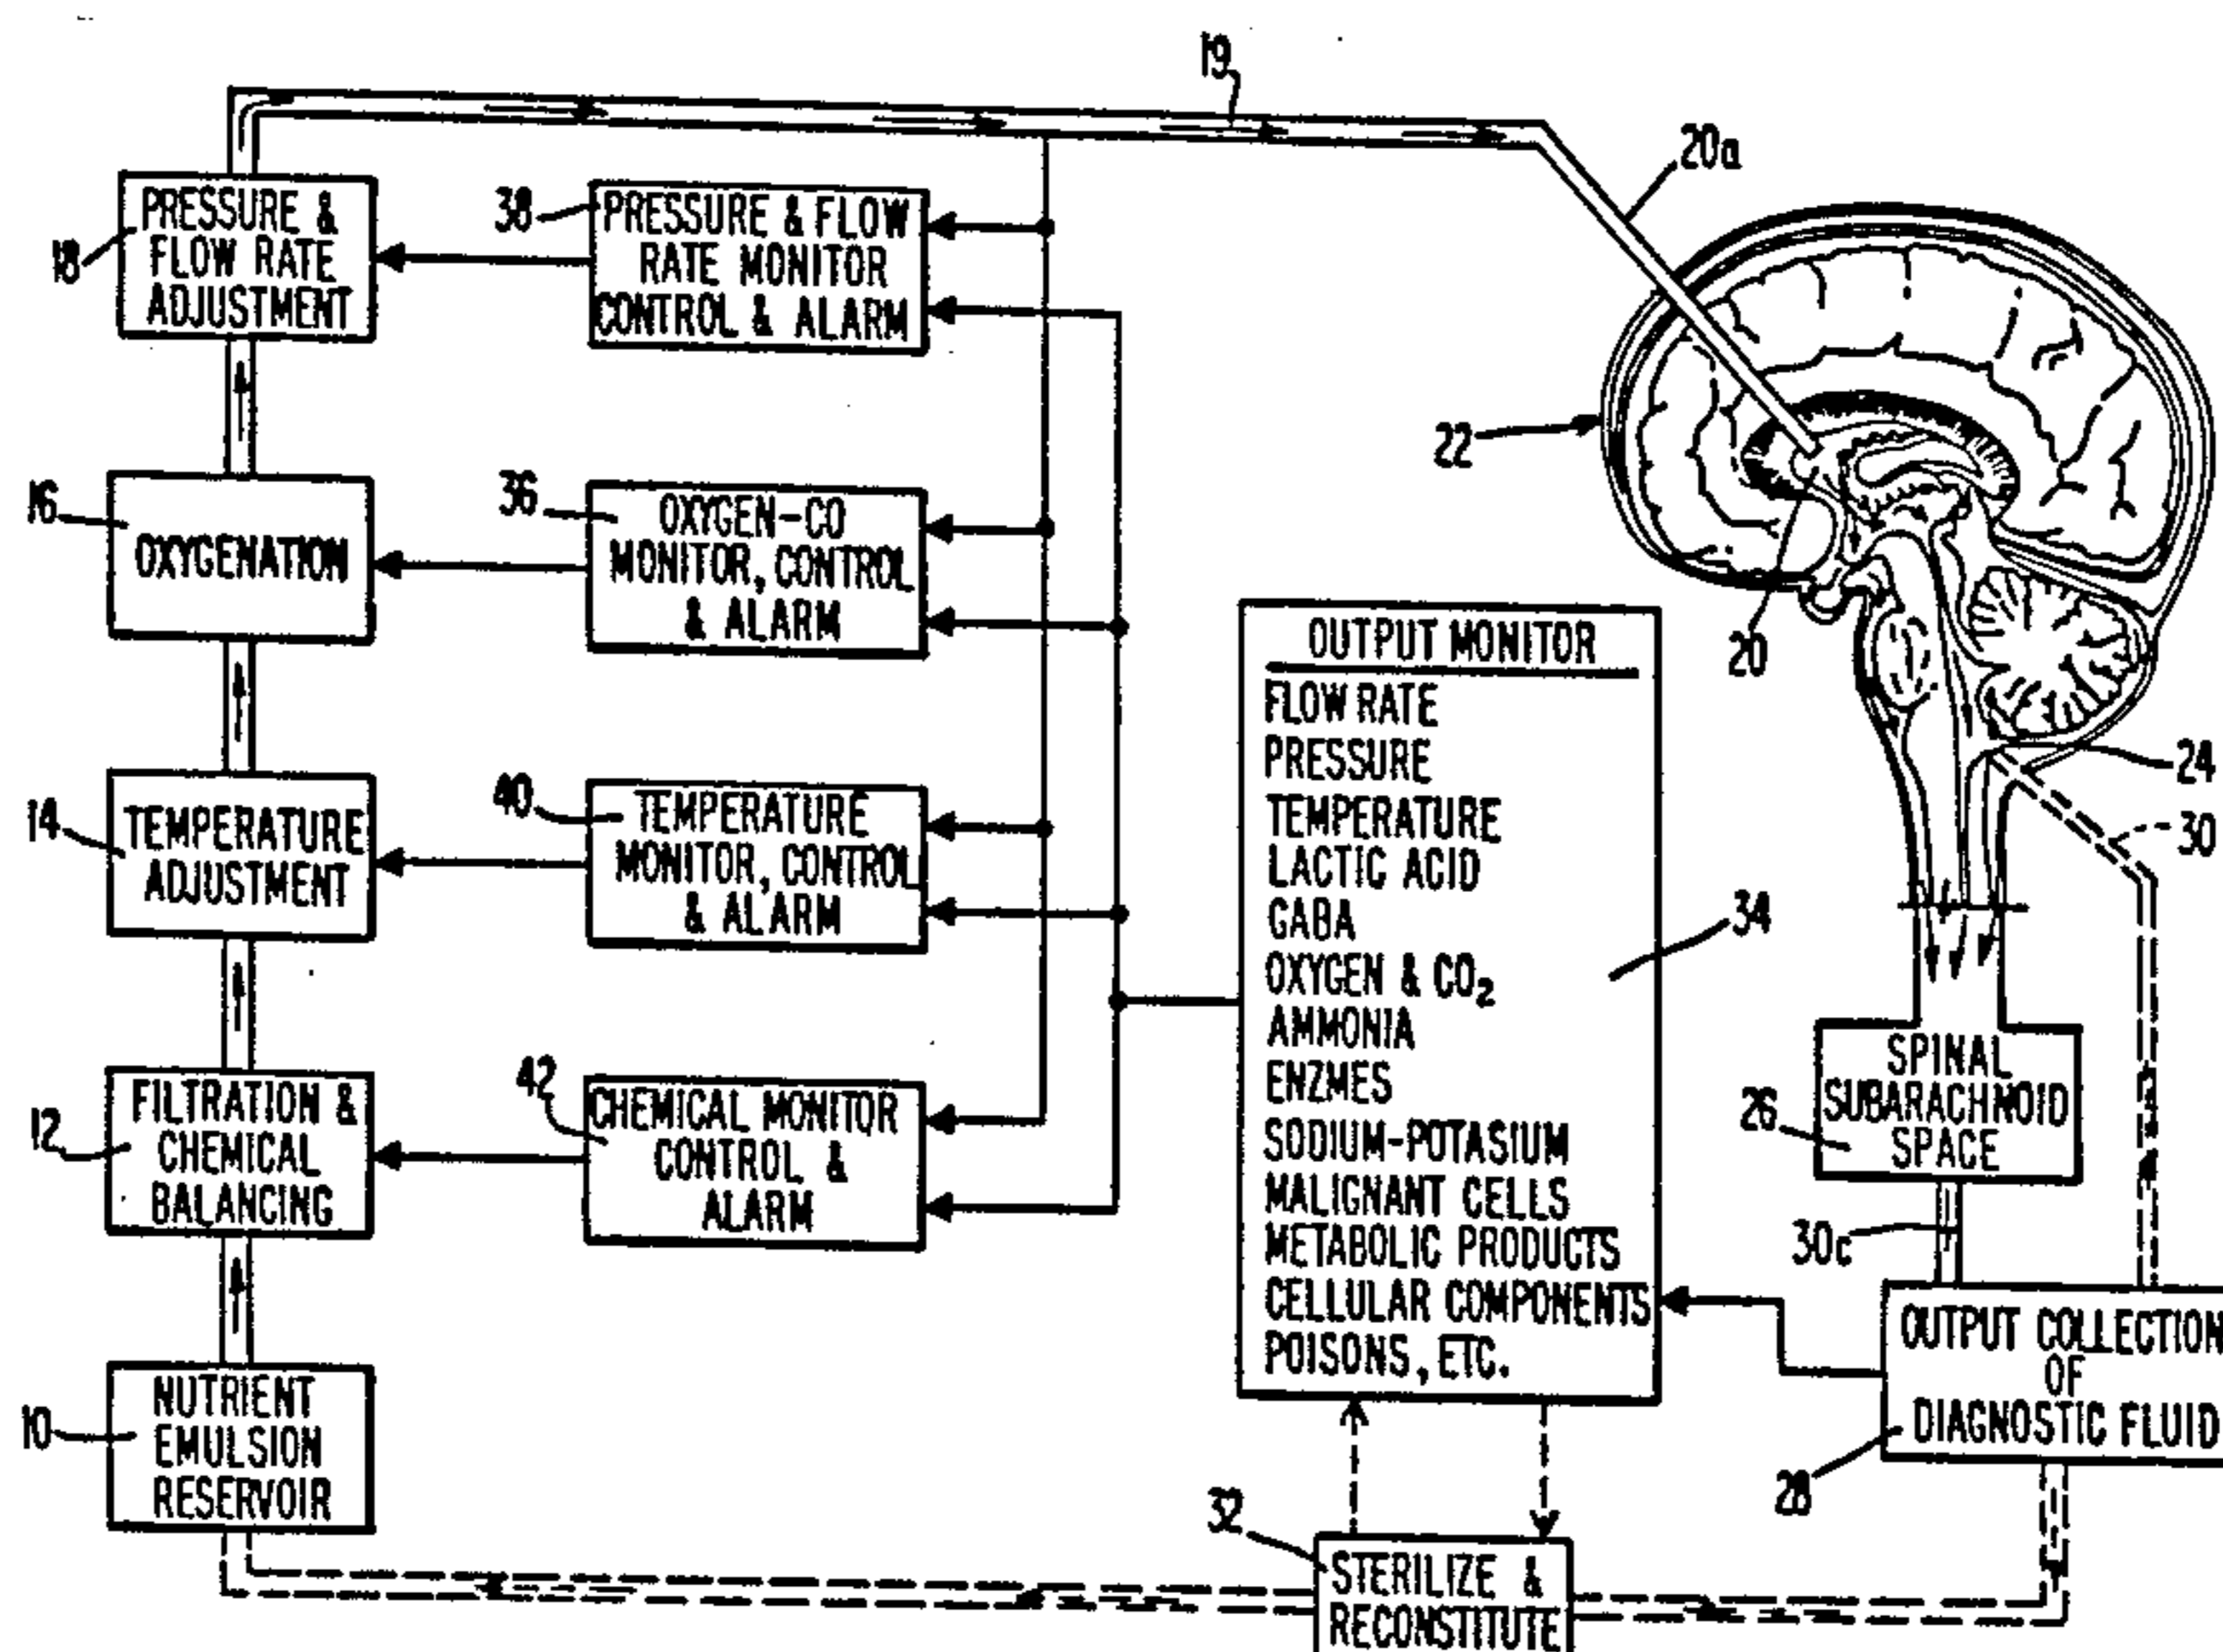 19
20a
18
PRESSURE &
FLOW RATE
ADJUSTMENT
38
PRESSURE & FLOW
RATE MONITOR
CONTROL & ALARM
22
16
OXYGENATION
36
OXYGEN-CO
MONITOR, CONTROL
& ALARM
20
24
30
14
TEMPERATURE
ADJUSTMENT
40
TEMPERATURE
MONITOR, CONTROL
& ALARM
OUTPUT MONITOR
FLOW RATE
PRESSURE
TEMPERATURE
LACTIC ACID
GABA
OXYGEN & CO₂
AMMONIA
ENZMES
SODIUM-POTASIUM
MALIGNANT CELLS
METABOLIC PRODUCTS
CELLULAR COMPONENTS
POISONS, ETC.
34
12
FILTRATION &
CHEMICAL
BALANCING
42
CHEMICAL MONITOR
CONTROL &
ALARM
26
SPINAL
SUBARACHNOID
SPACE
30c
10
NUTRIENT
EMULSION
RESERVOIR
OUTPUT COLLECTION
OF
DIAGNOSTIC FLUID
28
32
STERILIZE &
RECONSTITUTE